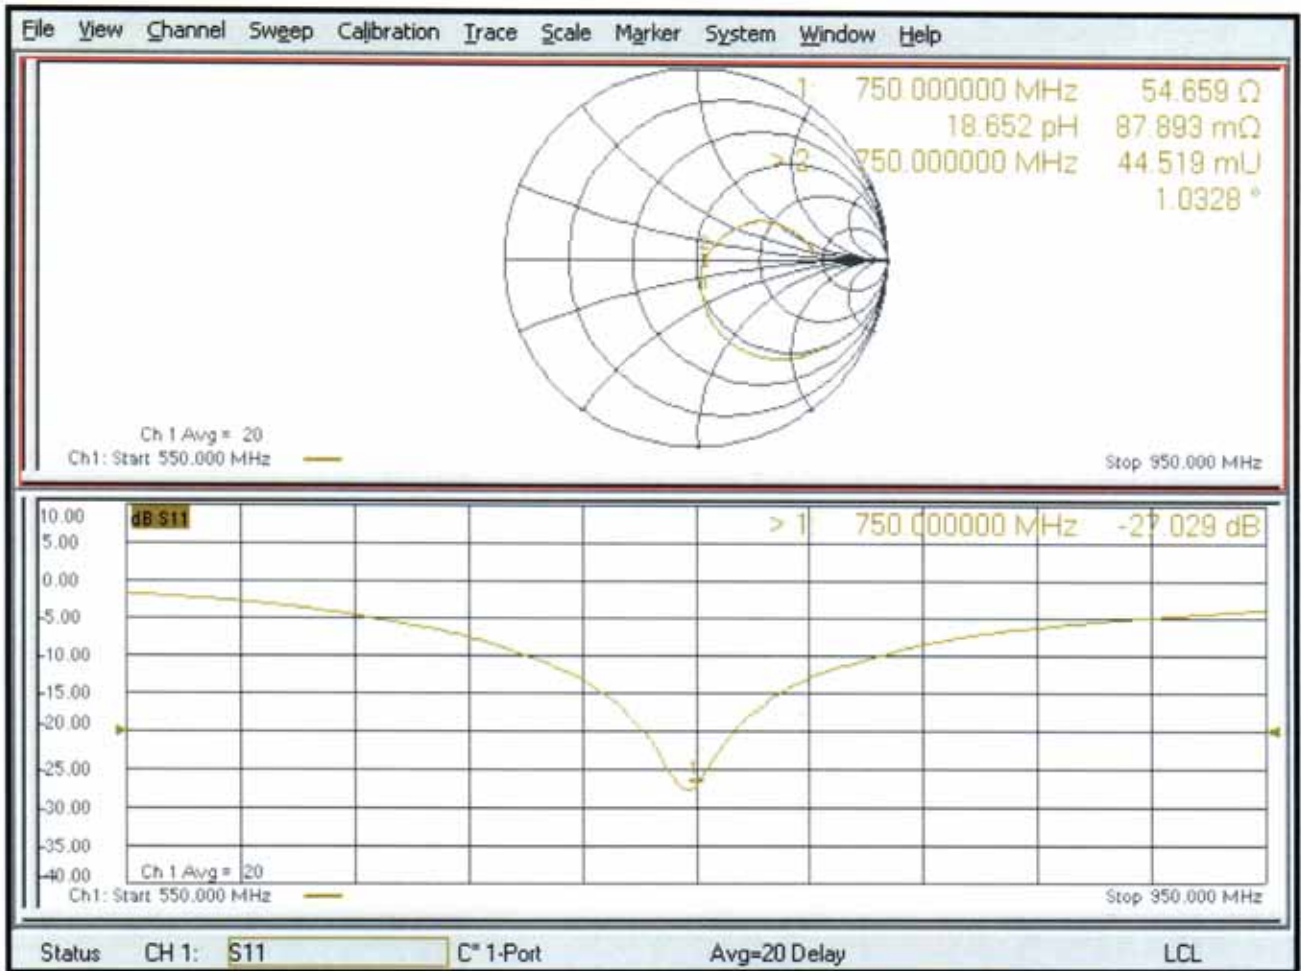 File View Channel Sweep Calibration Trace Scale Marker System Window Help
1: 750.000000 MHz 54.659 Ω
18.652 pH 87.893 mΩ
> 2: 750.000000 MHz 44.519 mU
1.0328 °
Ch 1 Avg = 20
Ch1: Start 550.000 MHz
Stop 950.000 MHz
dB S11
> 1: 750.000000 MHz -27.029 dB
10.00
5.00
0.00
-5.00
-10.00
-15.00
-20.00
-25.00
-30.00
-35.00
-40.00
1
Ch 1 Avg = 20
Ch1: Start 550.000 MHz
Stop 950.000 MHz
Status CH 1: S11 C* 1-Port Avg=20 Delay LCL